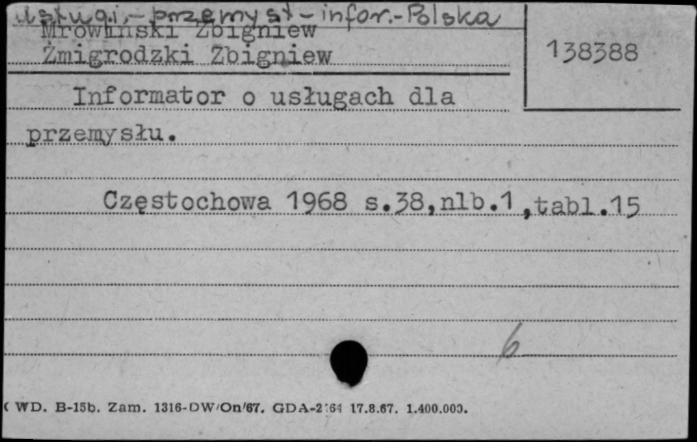 usługi,-przemysł-infor.-Polska
Mrowiński Zbigniew
Żmigrodzki Zbigniew
138388
Informator o usługach dla
przemysłu.
Częstochowa 1968 s.38,nlb.1,tabl.15
6
WD. B-15b. Zam. 1316-DW/On/67. GDA-2/64 17.8.67. 1.400.000.